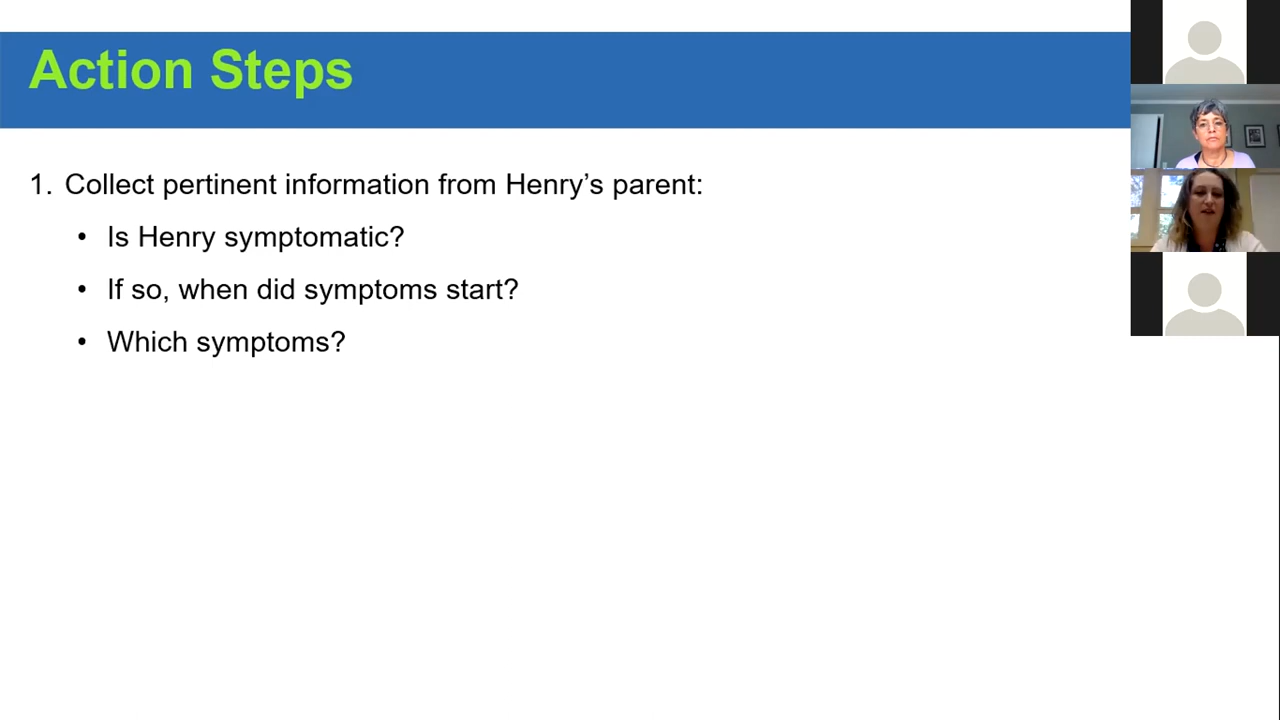 Action Steps
1. Collect pertinent information from Henry’s parent:
• Is Henry symptomatic?
• If so, when did symptoms start?
• Which symptoms?